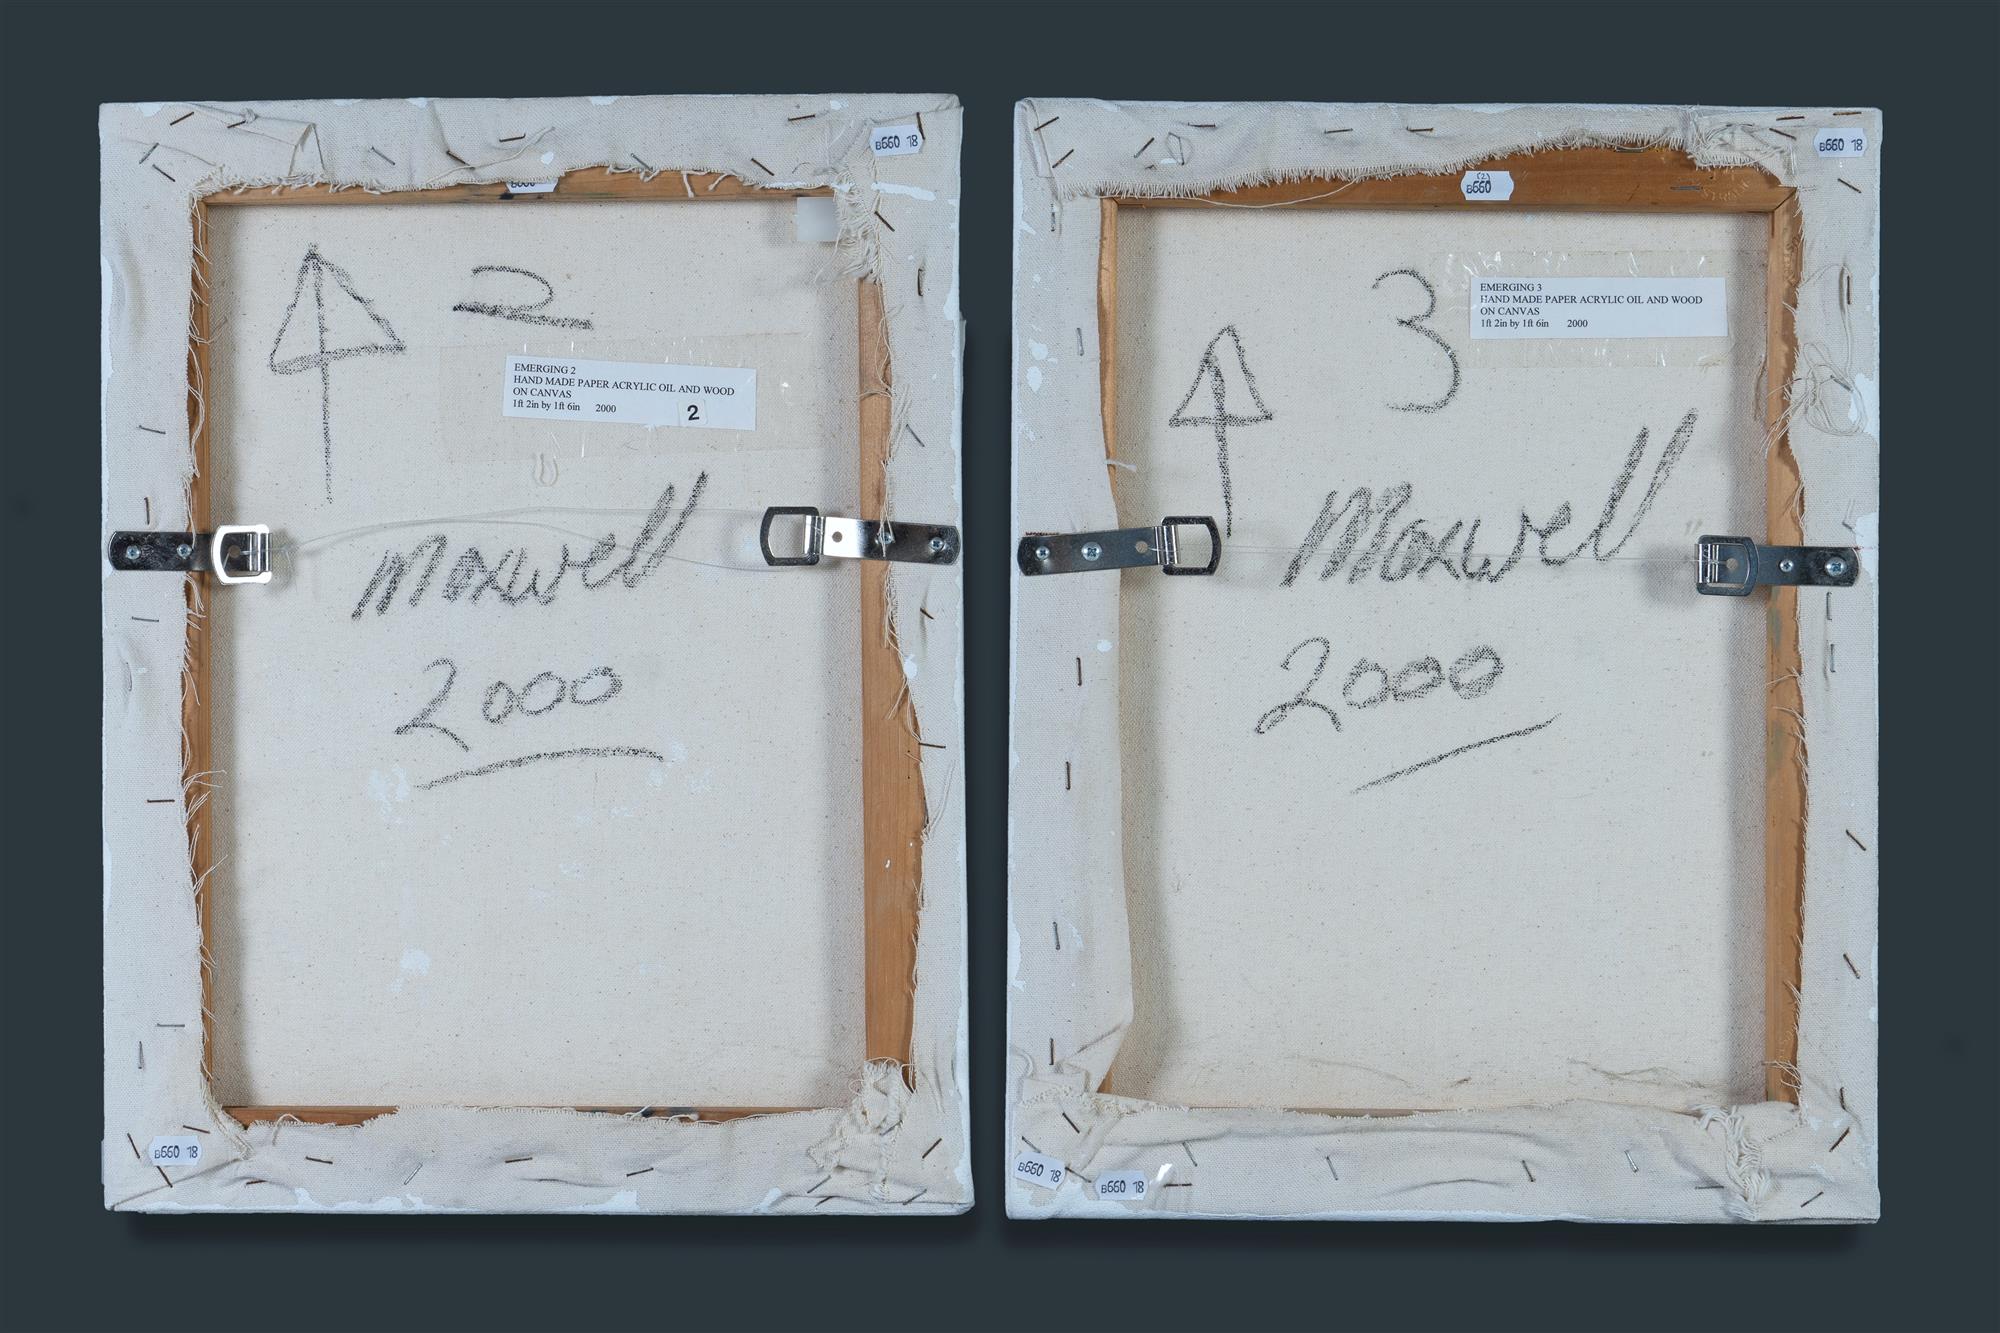 B660 18
B660
2
EMERGING 2
HAND MADE PAPER ACRYLIC OIL AND WOOD
ON CANVAS
1ft 2in by 1ft 6in 2000
2
Maxwell
2000
B660 18
B660 18
(2)
B660
3
EMERGING 3
HAND MADE PAPER ACRYLIC OIL AND WOOD
ON CANVAS
1ft 2in by 1ft 6in 2000
Maxwell
2000
B660 18
B660 18